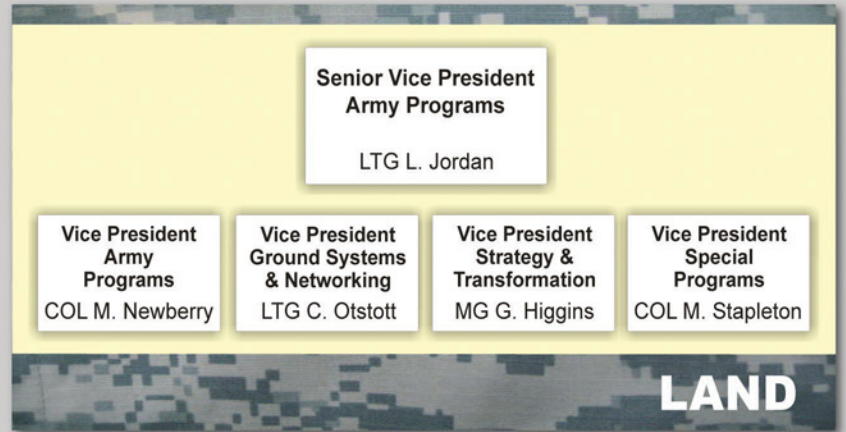 Senior Vice President
Army Programs
LTG L. Jordan
Vice President
Army
Programs
COL M. Newberry
Vice President
Ground Systems
& Networking
LTG C. Otstott
Vice President
Strategy &
Transformation
MG G. Higgins
Vice President
Special
Programs
COL M. Stapleton
LAND